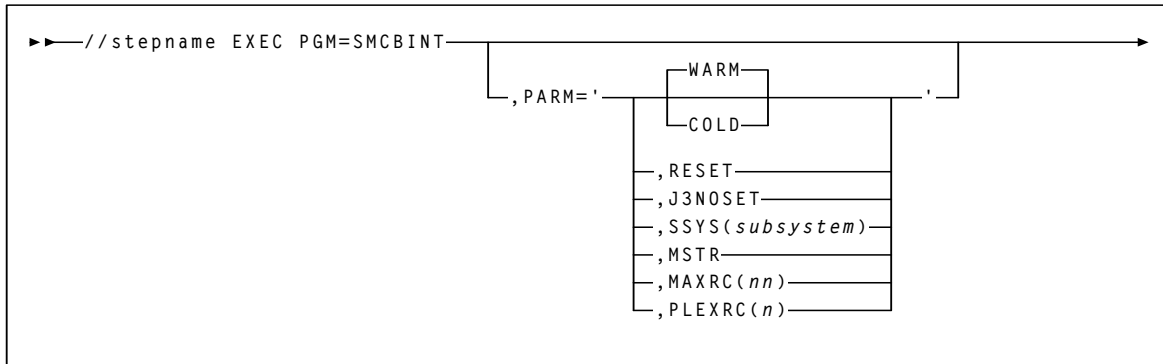 //stepname EXEC PGM=SMCBINT
,PARM='
WARM
COLD
'
,RESET
,J3NOSET
,SSYS(subsystem)
,MSTR
,MAXRC(nn)
,PLEXRC(n)